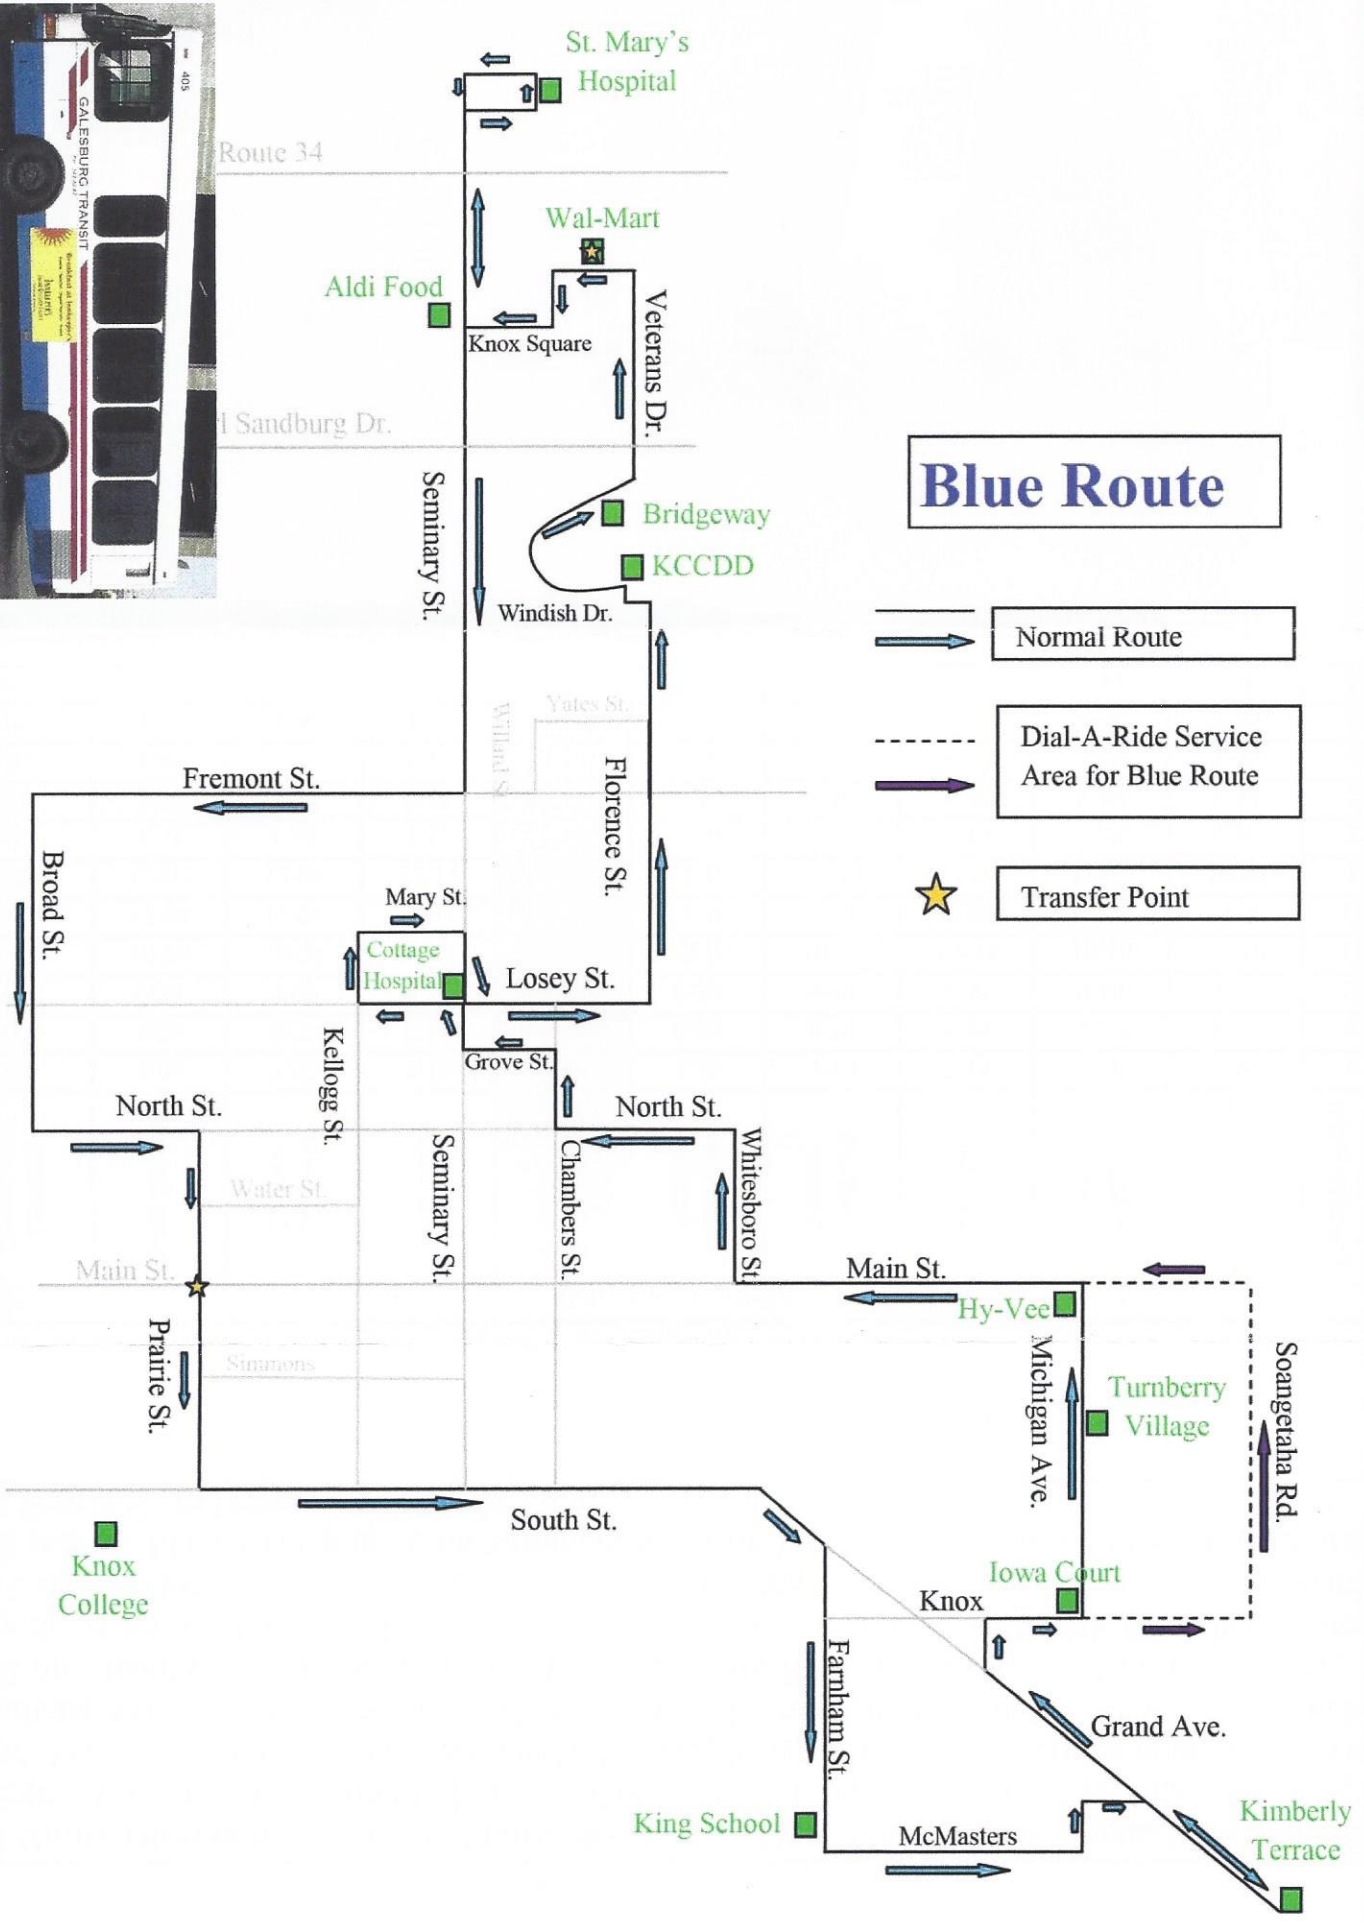 St. Mary's
Hospital
405
GALESBURG TRANSIT
Route 34
Wal-Mart
Aldi Food
Knox Square
Veterans Dr.
l Sandburg Dr.
Blue Route
Seminary St.
Bridgeway
KCCDD
Windish Dr.
Normal Route
Willard S
Yates St.
Dial-A-Ride Service
Area for Blue Route
Fremont St.
Florence St.
Broad St.
Mary St.
Transfer Point
Cottage
Hospital
Losey St.
Kellogg St.
Grove St.
North St.
North St.
Seminary St.
Chambers St.
Whitesboro St.
Water St.
Main St.
Main St.
Hy-Vee
Prairie St.
Simmons
Michigan Ave.
Turnberry
Village
Soangetaha Rd.
South St.
Knox
College
Iowa Court
Knox
Farnham St.
Grand Ave.
King School
McMasters
Kimberly
Terrace